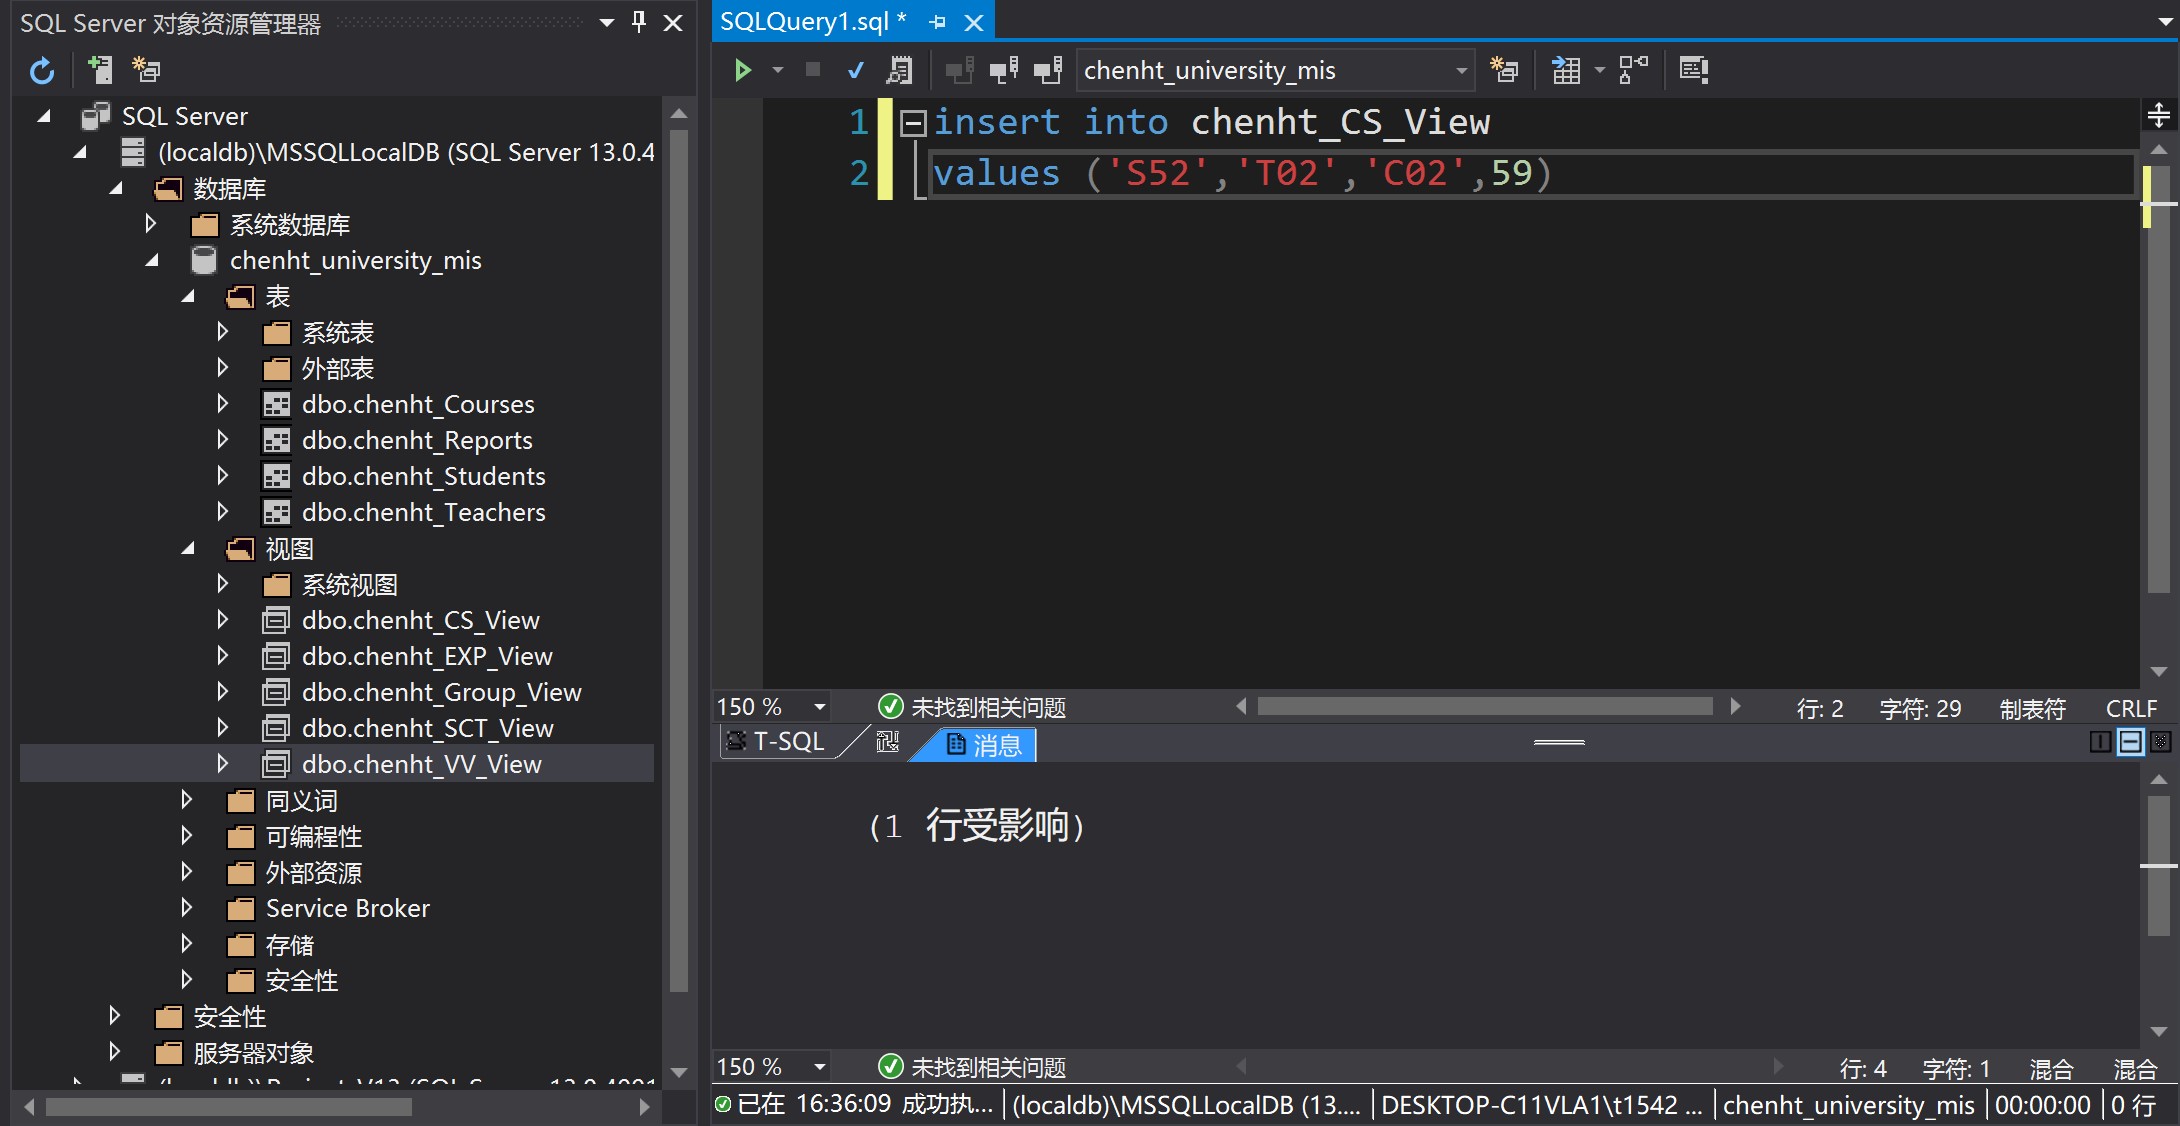 SQL Server 对象资源管理器
SQL Server
(localdb)\MSSQLLocalDB (SQL Server 13.0.4
数据库
系统数据库
chenht_university_mis
表
系统表
外部表
dbo.chenht_Courses
dbo.chenht_Reports
dbo.chenht_Students
dbo.chenht_Teachers
视图
系统视图
dbo.chenht_CS_View
dbo.chenht_EXP_View
dbo.chenht_Group_View
dbo.chenht_SCT_View
dbo.chenht_VV_View
同义词
可编程性
外部资源
Service Broker
存储
安全性
安全性
服务器对象
SQLQuery1.sql *
chenht_university_mis
1 insert into chenht_CS_View
2 values ('S52','T02','C02',59)
150 % 未找到相关问题 行: 2 字符: 29 制表符 CRLF
T-SQL 消息
(1 行受影响)
150 % 未找到相关问题 行: 4 字符: 1 混合 混合
已在 16:36:09 成功执... (localdb)\MSSQLLocalDB (13.... DESKTOP-C11VLA1\t1542 ... chenht_university_mis 00:00:00 0 行